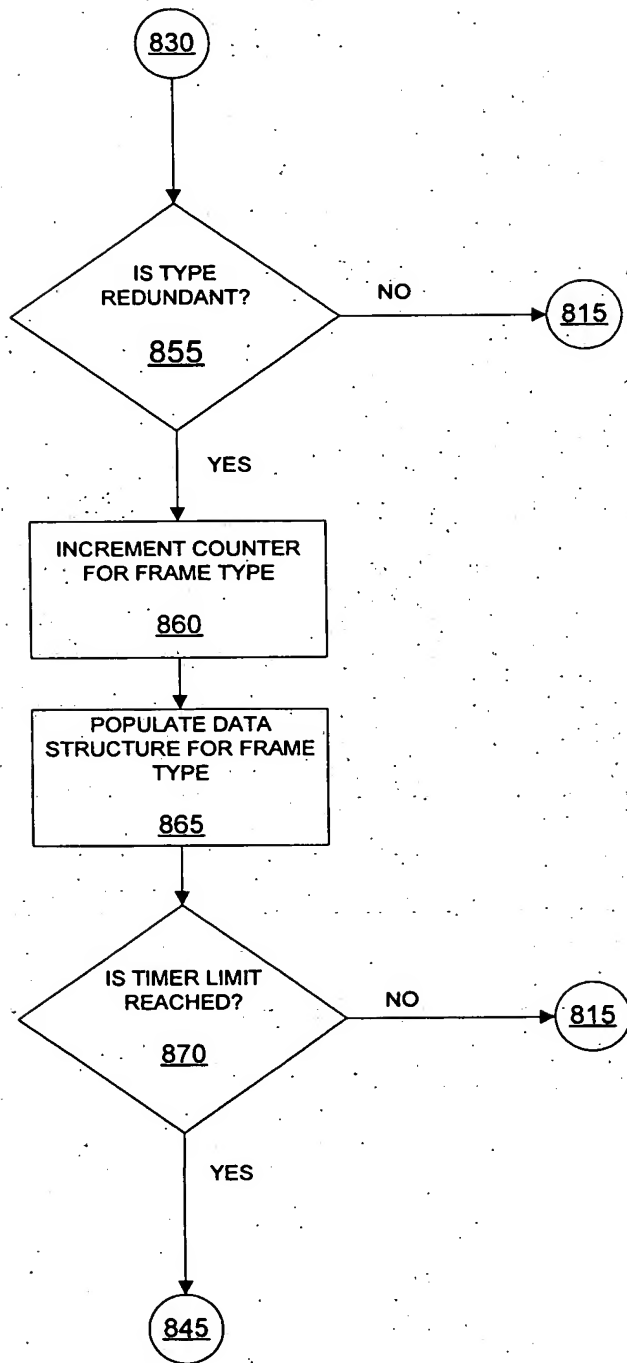 830
IS TYPE
REDUNDANT?
855
NO
815
YES
INCREMENT COUNTER
FOR FRAME TYPE
860
POPULATE DATA
STRUCTURE FOR FRAME
TYPE
865
IS TIMER LIMIT
REACHED?
870
NO
815
YES
845